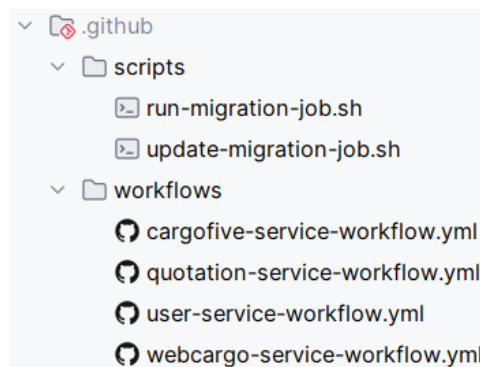 .github
scripts
run-migration-job.sh
update-migration-job.sh
workflows
cargofive-service-workflow.yml
quotation-service-workflow.yml
user-service-workflow.yml
webcargo-service-workflow.yml